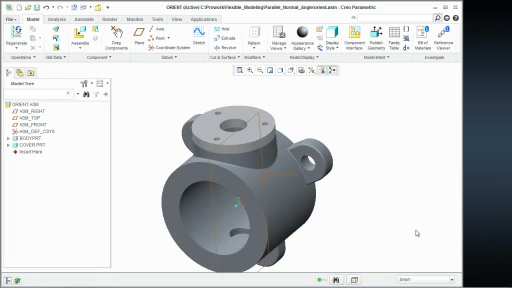 ORIENT (Active) C:\Prowork\Flexible_Modeling\Parallel_Normal_Angle\orient.asm - Creo Parametric
File Model Analysis Annotate Render Tools View Applications
Regenerate Assemble Drag Components Plane Axis Point Coordinate System Sketch Hole Extrude Revolve Pattern Manage Views Appearance Gallery Display Style Component Interface Publish Geometry Family Table Bill of Materials Reference Viewer
Operations Get Data Component Datum Cut & Surface Modifiers Model Display Model Intent Investigate
Model Tree
ORIENT.ASM
ASM_RIGHT
ASM_TOP
ASM_FRONT
ASM_DEF_CSYS
BODY.PRT
COVER.PRT
Insert Here
Smart